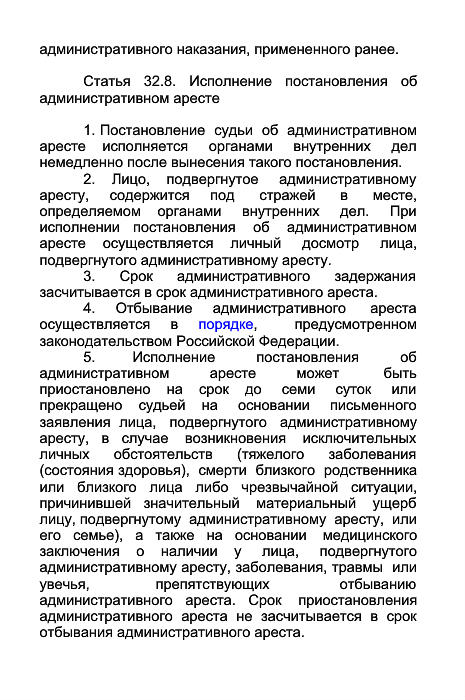 административного наказания, примененного ранее.
Статья 32.8. Исполнение постановления об
административном аресте
1. Постановление судьи об административном
аресте исполняется органами внутренних дел
немедленно после вынесения такого постановления.
2. Лицо, подвергнутое административному
аресту, содержится под стражей в месте,
определяемом органами внутренних дел. При
исполнении постановления об административном
аресте осуществляется личный досмотр лица,
подвергнутого административному аресту.
3. Срок административного задержания
засчитывается в срок административного ареста.
4. Отбывание административного ареста
осуществляется в порядке, предусмотренном
законодательством Российской Федерации.
5. Исполнение постановления об
административном аресте может быть
приостановлено на срок до семи суток или
прекращено судьей на основании письменного
заявления лица, подвергнутого административному
аресту, в случае возникновения исключительных
личных обстоятельств (тяжелого заболевания
(состояния здоровья), смерти близкого родственника
или близкого лица либо чрезвычайной ситуации,
причинившей значительный материальный ущерб
лицу, подвергнутому административному аресту, или
его семье), а также на основании медицинского
заключения о наличии у лица, подвергнутого
административному аресту, заболевания, травмы или
увечья, препятствующих отбыванию
административного ареста. Срок приостановления
административного ареста не засчитывается в срок
отбывания административного ареста.